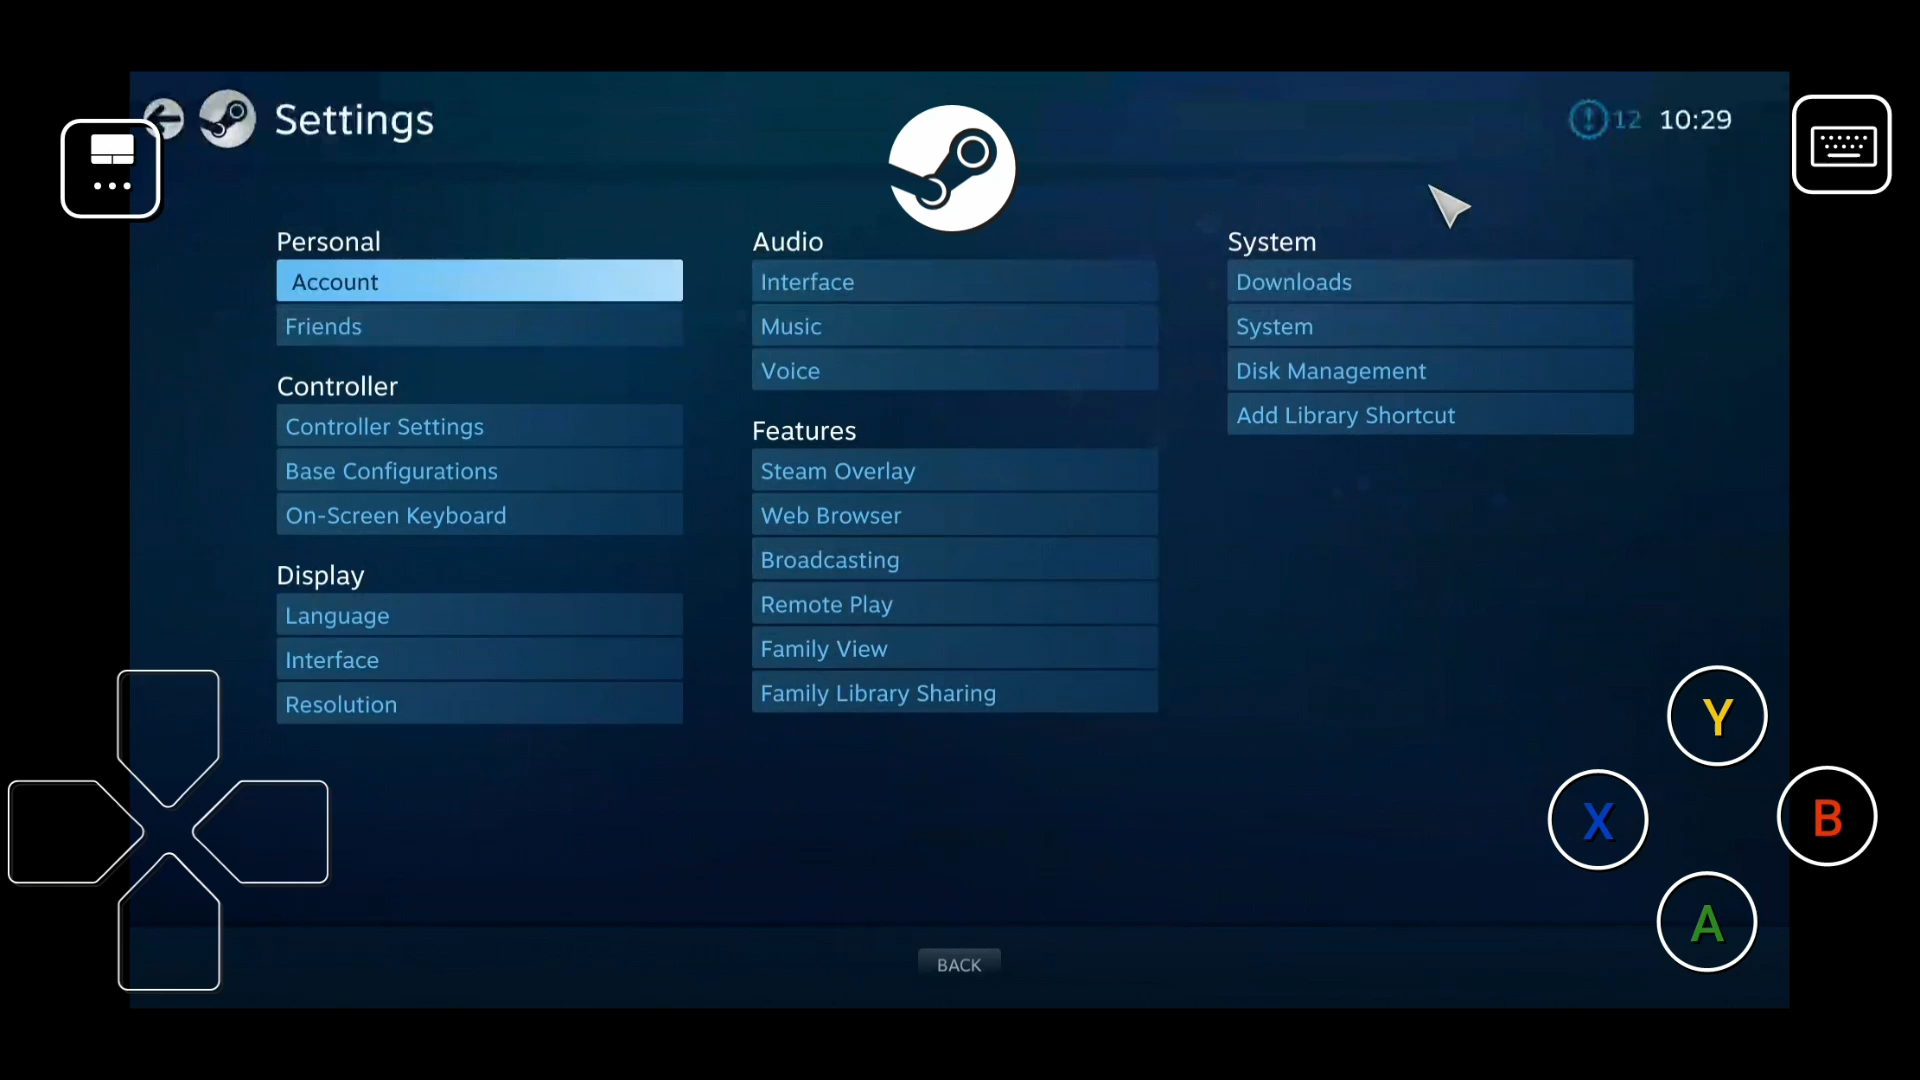 Settings
12 10:29
Personal
Account
Friends
Controller
Controller Settings
Base Configurations
On-Screen Keyboard
Display
Language
Interface
Resolution
Audio
Interface
Music
Voice
Features
Steam Overlay
Web Browser
Broadcasting
Remote Play
Family View
Family Library Sharing
System
Downloads
System
Disk Management
Add Library Shortcut
Y
X
B
A
BACK